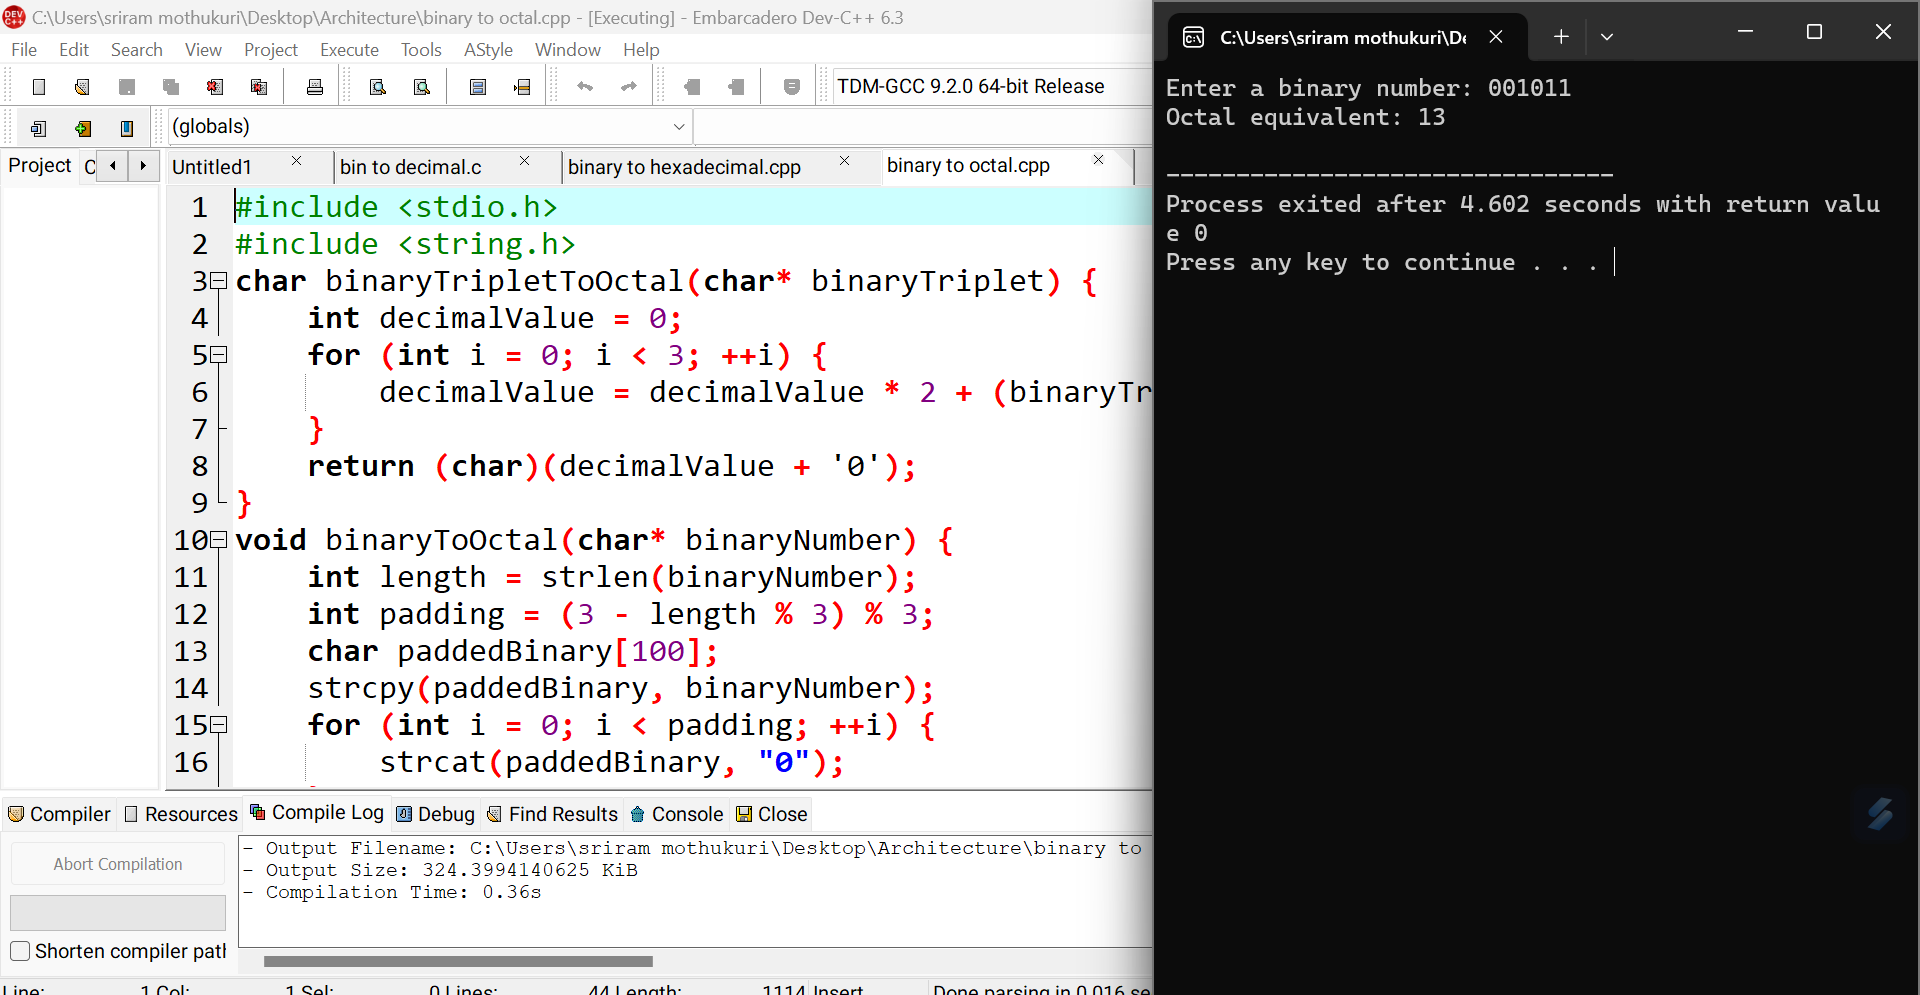 C:\Users\sriram mothukuri\Desktop\Architecture\binary to octal.cpp - [Executing] - Embarcadero Dev-C++ 6.3
File Edit Search View Project Execute Tools AStyle Window Help
TDM-GCC 9.2.0 64-bit Release
(globals)
Project C
Untitled1 bin to decimal.c binary to hexadecimal.cpp binary to octal.cpp
1 #include <stdio.h>
2 #include <string.h>
3 char binaryTripletToOctal(char* binaryTriplet) {
4 int decimalValue = 0;
5 for (int i = 0; i < 3; ++i) {
6 decimalValue = decimalValue * 2 + (binaryTr
7 }
8 return (char)(decimalValue + '0');
9 }
10 void binaryToOctal(char* binaryNumber) {
11 int length = strlen(binaryNumber);
12 int padding = (3 - length % 3) % 3;
13 char paddedBinary[100];
14 strcpy(paddedBinary, binaryNumber);
15 for (int i = 0; i < padding; ++i) {
16 strcat(paddedBinary, "0");
Compiler Resources Compile Log Debug Find Results Console Close
Abort Compilation
Shorten compiler path
- Output Filename: C:\Users\sriram mothukuri\Desktop\Architecture\binary to
- Output Size: 324.3994140625 KiB
- Compilation Time: 0.36s
Line: 1 Col: 1 Sel: 0 Lines: 44 Length: 1114 Insert Done parsing in 0.016 se
C:\Users\sriram mothukuri\De
Enter a binary number: 001011
Octal equivalent: 13
--------------------------------
Process exited after 4.602 seconds with return valu
e 0
Press any key to continue . . .